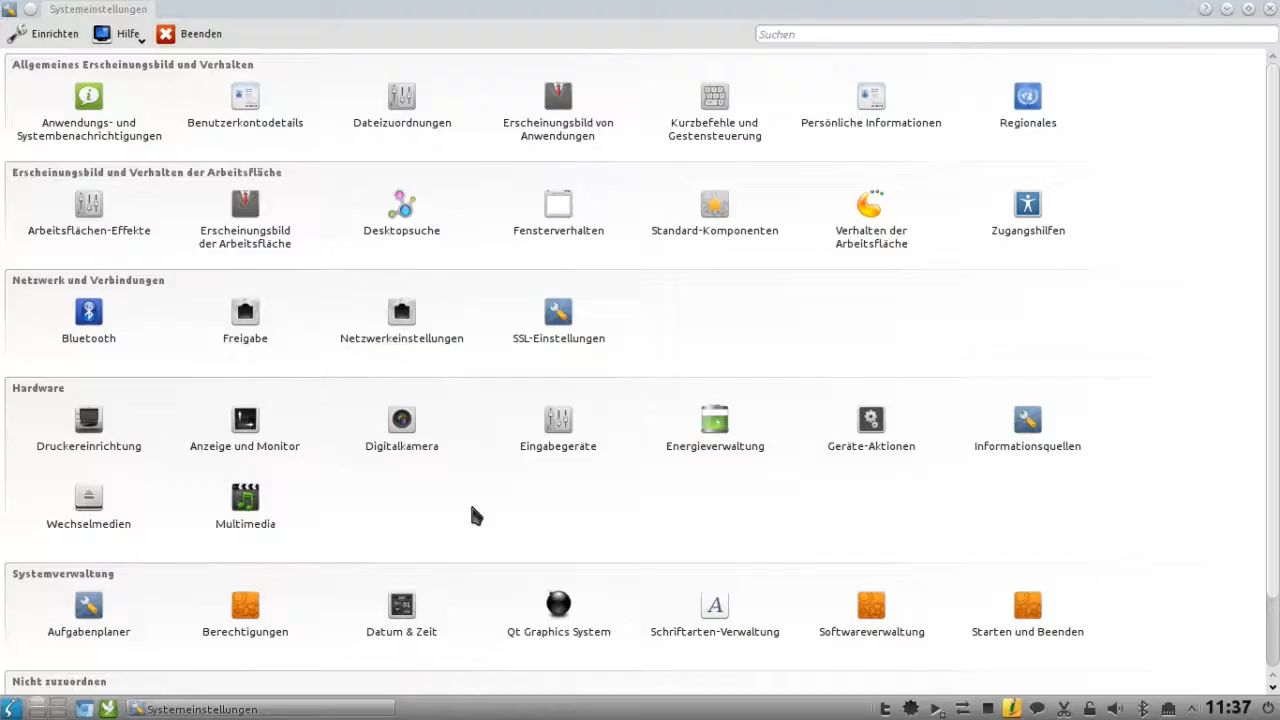 Systemeinstellungen
Einrichten Hilfe Beenden Suchen
Allgemeines Erscheinungsbild und Verhalten
Anwendungs- und Systembenachrichtigungen
Benutzerkontodetails
Dateizuordnungen
Erscheinungsbild von Anwendungen
Kurzbefehle und Gestensteuerung
Persönliche Informationen
Regionales
Erscheinungsbild und Verhalten der Arbeitsfläche
Arbeitsflächen-Effekte
Erscheinungsbild der Arbeitsfläche
Desktopsuche
Fensterverhalten
Standard-Komponenten
Verhalten der Arbeitsfläche
Zugangshilfen
Netzwerk und Verbindungen
Bluetooth
Freigabe
Netzwerkeinstellungen
SSL-Einstellungen
Hardware
Druckereinrichtung
Anzeige und Monitor
Digitalkamera
Eingabegeräte
Energieverwaltung
Geräte-Aktionen
Informationsquellen
Wechselmedien
Multimedia
Systemverwaltung
Aufgabenplaner
Berechtigungen
Datum & Zeit
Qt Graphics System
Schriftarten-Verwaltung
Softwareverwaltung
Starten und Beenden
Nicht zuzuordnen
Systemeinstellungen
11:37